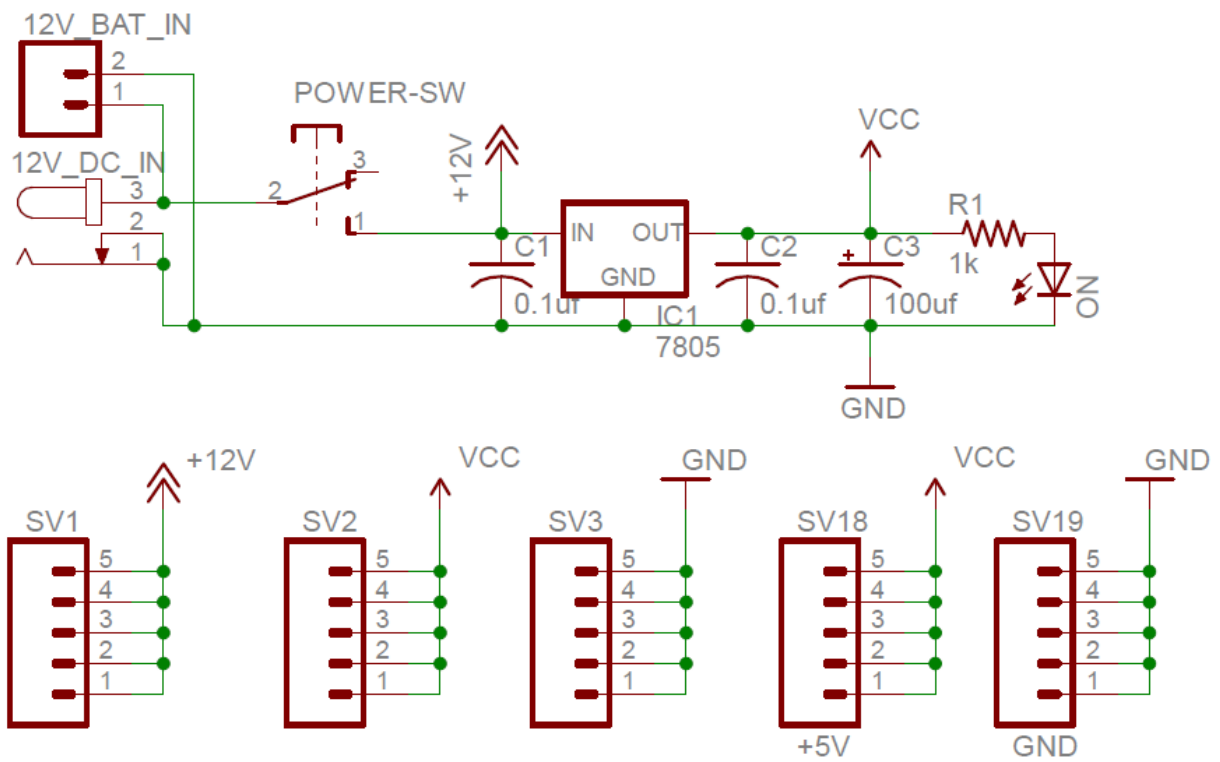 12V_BAT_IN
2
1
POWER-SW
12V_DC_IN
3
2
1
2
3
1
+12V
C1
0.1uf
IN
OUT
GND
IC1
7805
C2
0.1uf
VCC
C3
+
100uf
R1
1k
ON
GND
+12V
SV1
5
4
3
2
1
VCC
SV2
5
4
3
2
1
GND
SV3
5
4
3
2
1
VCC
SV18
5
4
3
2
1
+5V
GND
SV19
5
4
3
2
1
GND